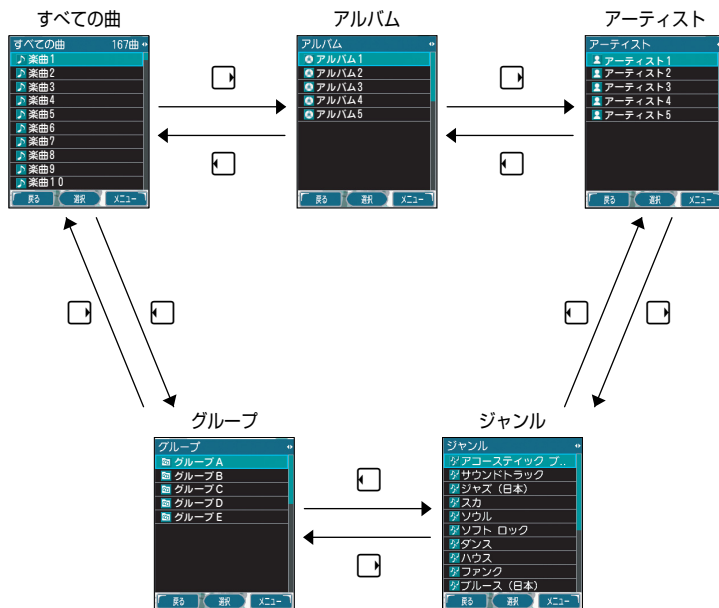 すべての曲
アルバム
アーティスト
すべての曲 167曲
楽曲1
楽曲2
楽曲3
楽曲4
楽曲5
楽曲6
楽曲7
楽曲8
楽曲9
楽曲10
戻る 選択 メニュー
アルバム
アルバム1
アルバム2
アルバム3
アルバム4
アルバム5
戻る 選択 メニュー
アーティスト
アーティスト1
アーティスト2
アーティスト3
アーティスト4
アーティスト5
戻る 選択 メニュー
グループ
ジャンル
グループ
グループA
グループB
グループC
グループD
グループE
戻る 選択 メニュー
ジャンル
アコースティック ブ..
サウンドトラック
ジャズ（日本）
スカ
ソウル
ソフト ロック
ダンス
ハウス
ファンク
ブルース（日本）
戻る 選択 メニュー